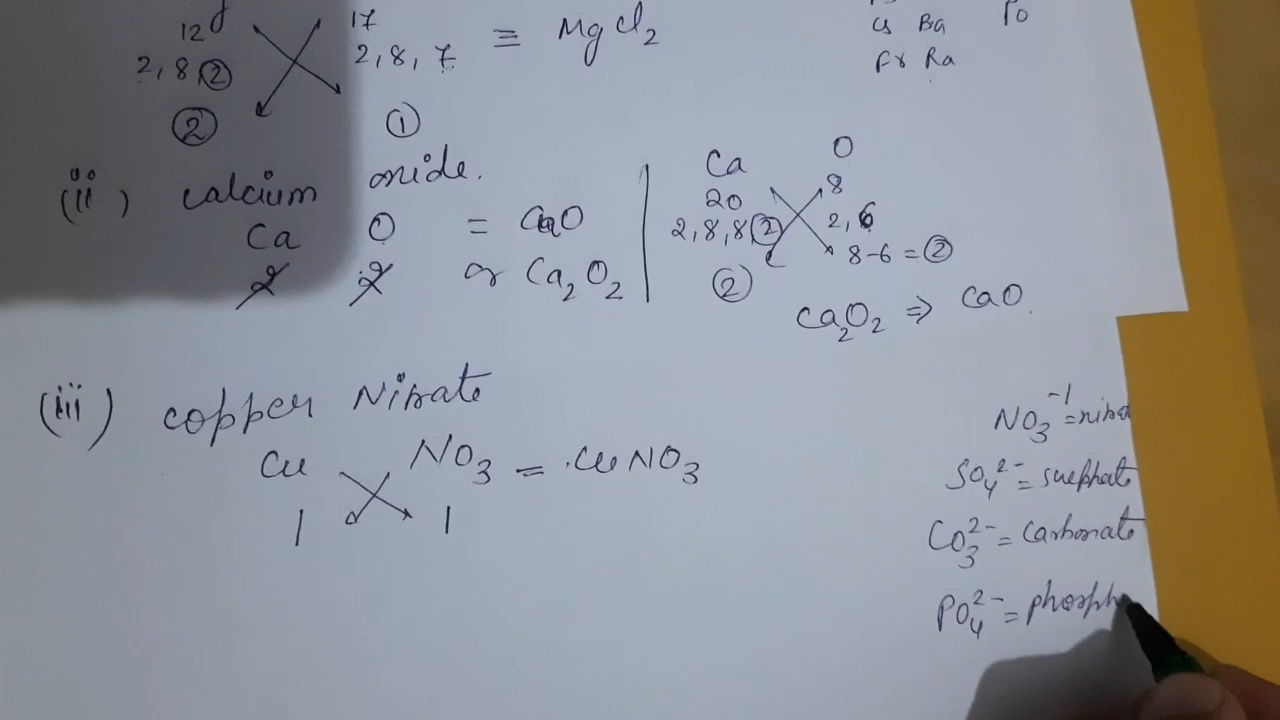 12 17 ≡ MgCl2
2,8 2 2,8,7
2 1
Cs Ba Po
Fr Ra
(ii) calcium oxide.
Ca O = CaO
2 2 or Ca2O2
Ca O
20 8
2,8,8 2 2,6
8-6 = 2
2
Ca2O2 ⇒ CaO.
(iii) copper Nitrate
Cu NO3 = CuNO3
1 1
NO3 -1 =
SO4 2- = sulphate
CO3 2- = carbonate
PO4 2- = phosph